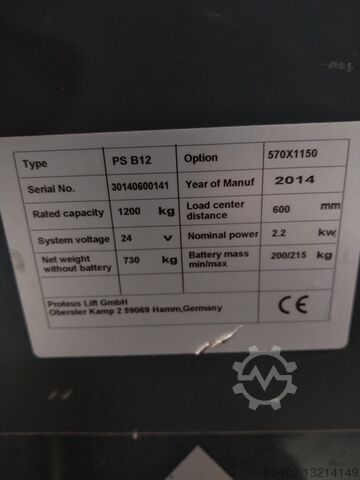 Type PS B12 Option 570X1150
Serial No. 30140600141 Year of Manuf 2014
Rated capacity 1200 kg Load center distance 600 mm
System voltage 24 V Nominal power 2.2 kw
Net weight without battery 730 kg Battery mass min/max 200/215 kg
Proteus Lift GmbH
Oberster Kamp 2 59069 Hamm,Germany
CE
63402-13214149